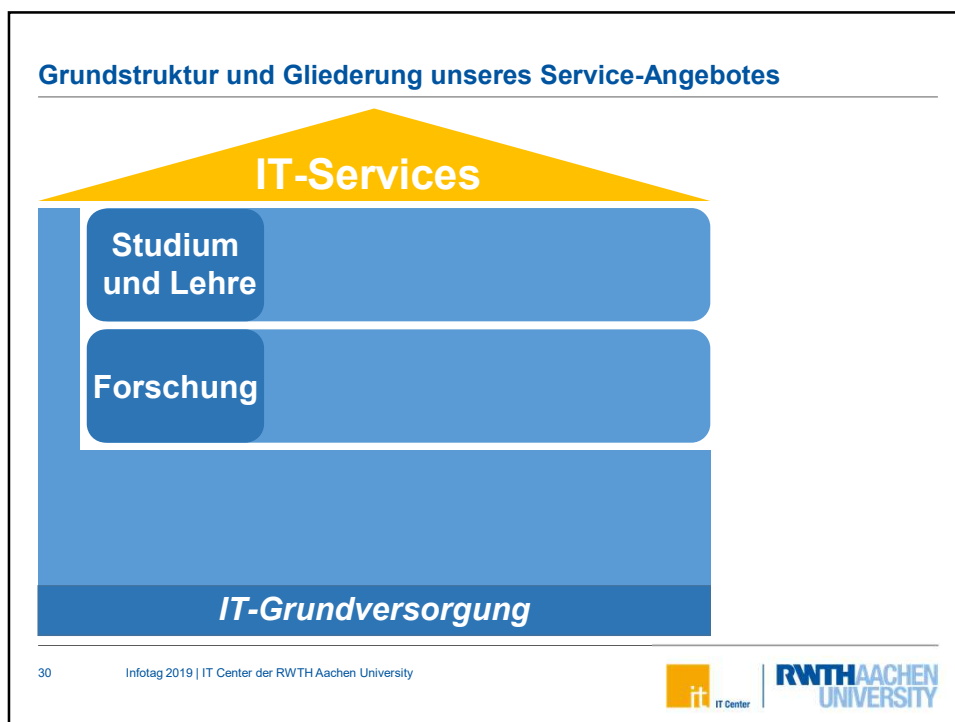 Grundstruktur und Gliederung unseres Service-Angebotes
IT-Services
Studium
und Lehre
Forschung
IT-Grundversorgung
30 Infotag 2019 | IT Center der RWTH Aachen University
it IT Center
RWTHAACHEN
UNIVERSITY